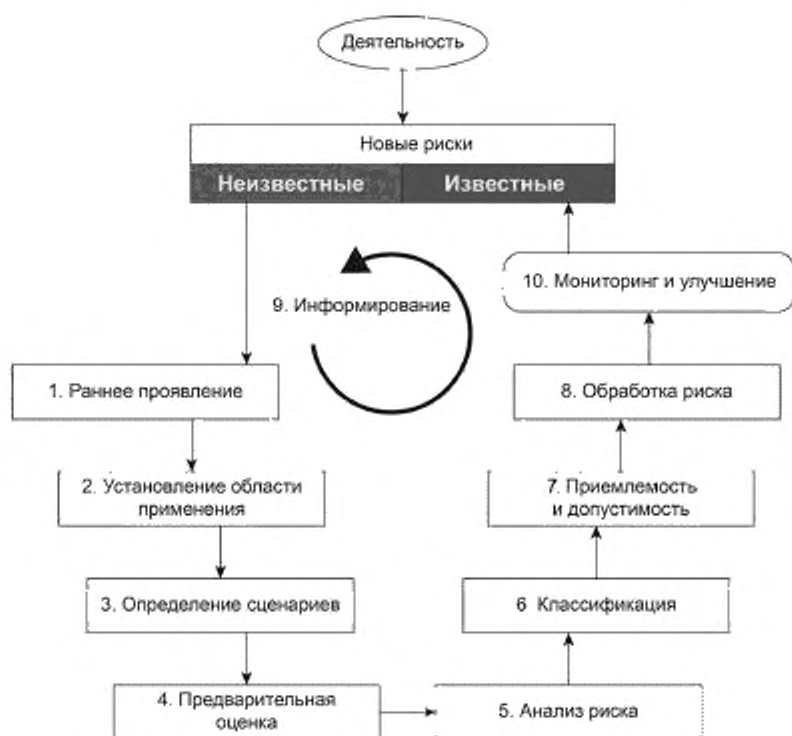 Деятельность
Новые риски
Неизвестные
Известные
9. Информирование
10. Мониторинг и улучшение
1. Раннее проявление
8. Обработка риска
2. Установление области
применения
7. Приемлемость
и допустимость
3. Определение сценариев
6 Классификация
4. Предварительная
оценка
5. Анализ риска